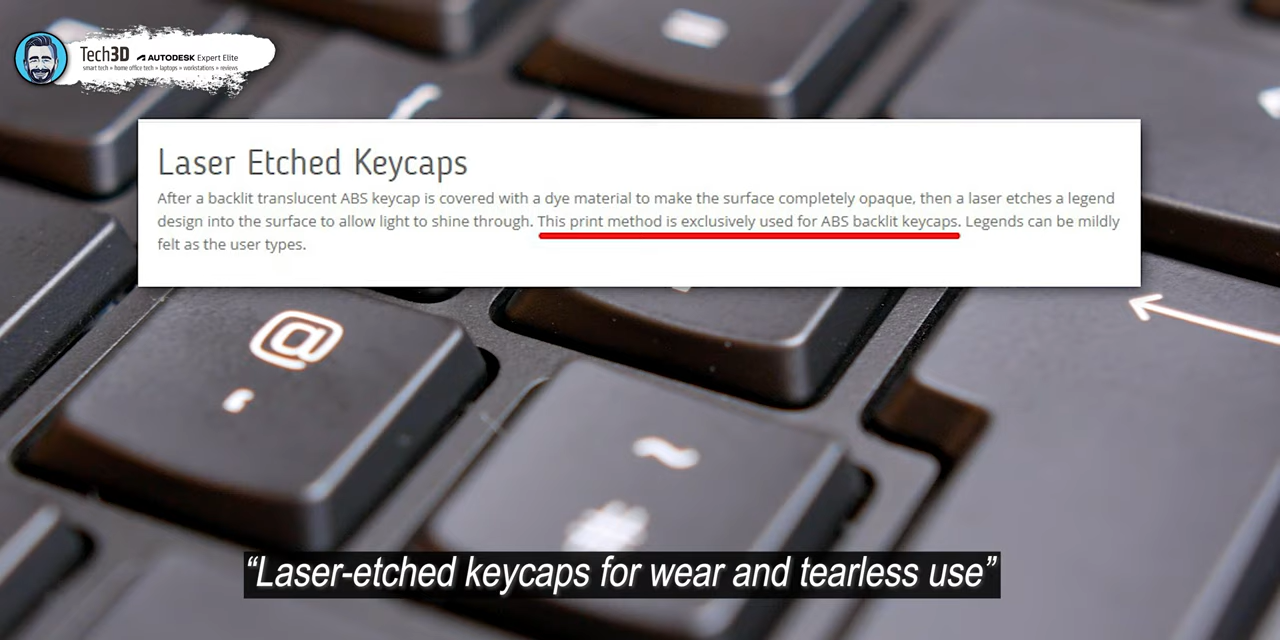 Tech3D AUTODESK Expert Elite
smart tech » home office tech » laptops » workstations » reviews
Laser Etched Keycaps
After a backlit translucent ABS keycap is covered with a dye material to make the surface completely opaque, then a laser etches a legend
design into the surface to allow light to shine through. This print method is exclusively used for ABS backlit keycaps. Legends can be mildly
felt as the user types.
@
~
#
“Laser-etched keycaps for wear and tearless use”